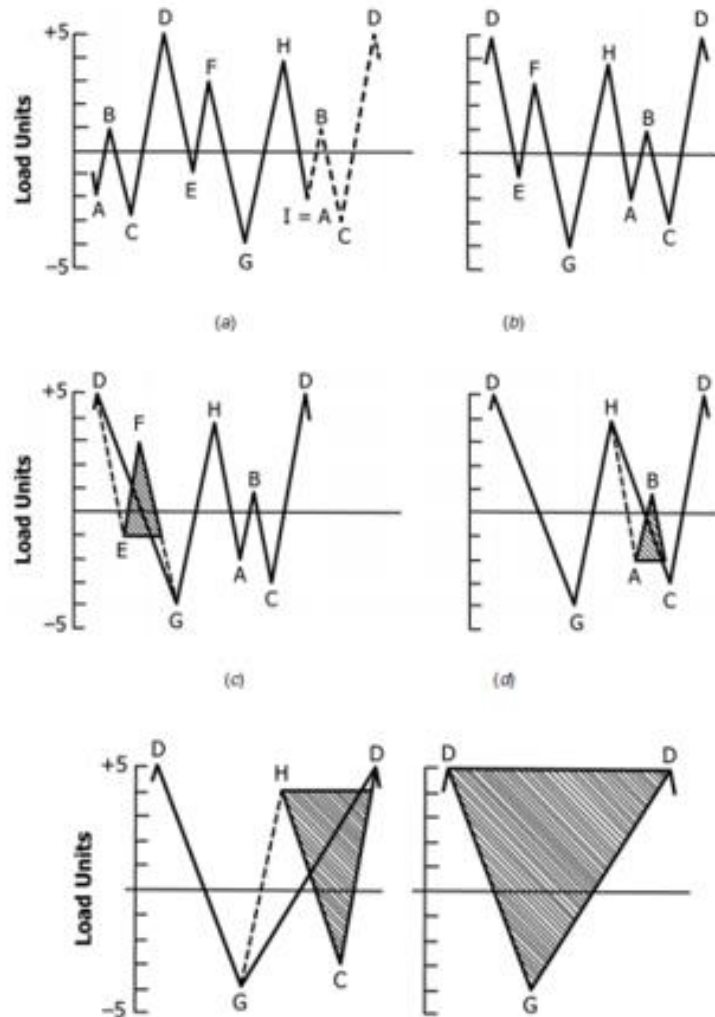 D D
+5 H
F
B B
Load Units
A E I = A
C C
G
−5
(a)
D D
H
F
B
E A
C
G
(b)
D D
+5
F H
B
Load Units
E A
C
G
−5
(c)
D D
H
B
A
C
G
(d)
D D
+5 H
Load Units
G C
−5
D D
G